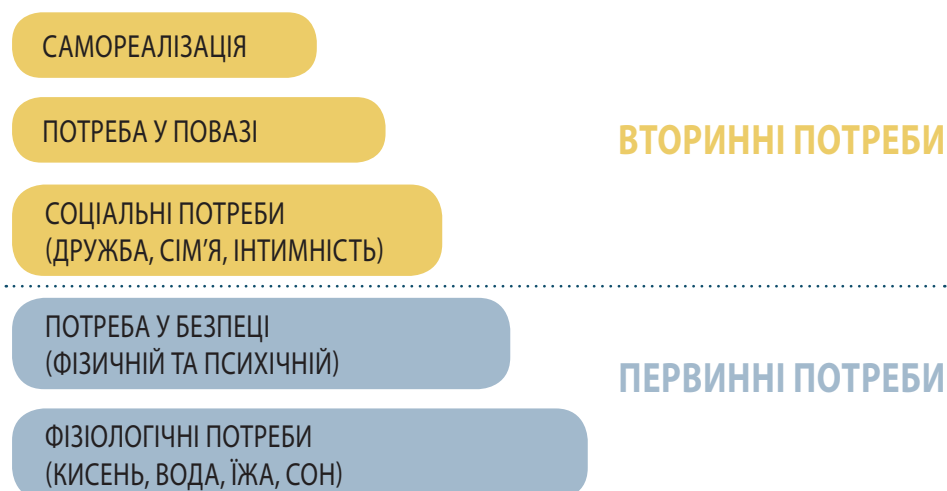 САМОРЕАЛІЗАЦІЯ
ПОТРЕБА У ПОВАЗІ
ВТОРИННІ ПОТРЕБИ
СОЦІАЛЬНІ ПОТРЕБИ
(ДРУЖБА, СІМ’Я, ІНТИМНІСТЬ)
ПОТРЕБА У БЕЗПЕЦІ
(ФІЗИЧНІЙ ТА ПСИХІЧНІЙ)
ПЕРВИННІ ПОТРЕБИ
ФІЗІОЛОГІЧНІ ПОТРЕБИ
(КИСЕНЬ, ВОДА, ЇЖА, СОН)